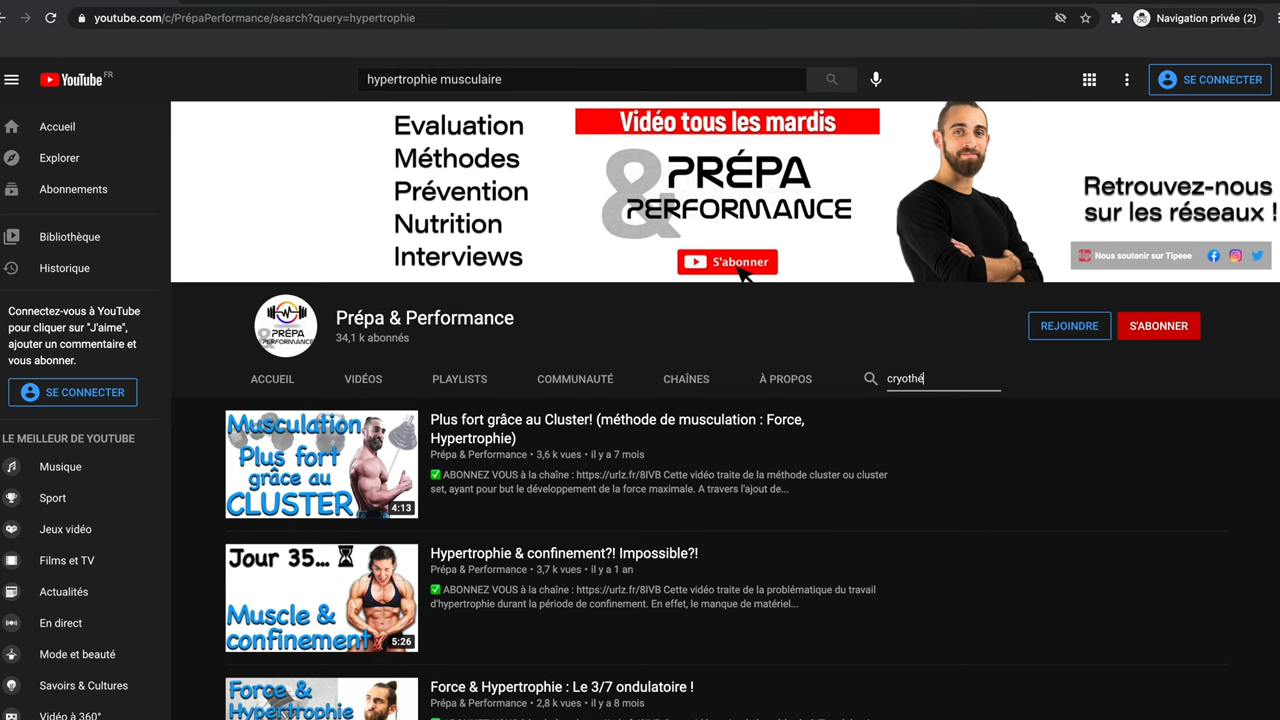 youtube.com/c/PrépaPerformance/search?query=hypertrophie
Navigation privée (2)
YouTube FR
hypertrophie musculaire
SE CONNECTER
Accueil
Explorer
Abonnements
Bibliothèque
Historique
Connectez-vous à YouTube
pour cliquer sur "J'aime",
ajouter un commentaire et
vous abonner.
SE CONNECTER
LE MEILLEUR DE YOUTUBE
Musique
Sport
Jeux vidéo
Films et TV
Actualités
En direct
Mode et beauté
Savoirs & Cultures
Vidéo à 360°
Evaluation
Méthodes
Prévention
Nutrition
Interviews
Vidéo tous les mardis
& PRÉPA
PERFORMANCE
S'abonner
Retrouvez-nous
sur les réseaux !
tip Nous soutenir sur Tipeee
& PRÉPA
PERFORMANCE
Prépa & Performance
34,1 k abonnés
REJOINDRE
S'ABONNER
ACCUEIL
VIDÉOS
PLAYLISTS
COMMUNAUTÉ
CHAÎNES
À PROPOS
cryothé
Musculation
Plus fort
grâce au
CLUSTER
4:13
Plus fort grâce au Cluster! (méthode de musculation : Force,
Hypertrophie)
Prépa & Performance • 3,6 k vues • il y a 7 mois
✅ ABONNEZ VOUS à la chaîne : https://urlz.fr/8IVB Cette vidéo traite de la méthode cluster ou cluster
set, ayant pour but le développement de la force maximale. A travers l'ajout de...
Jour 35...
Muscle &
confinement
5:26
Hypertrophie & confinement?! Impossible?!
Prépa & Performance • 3,7 k vues • il y a 1 an
✅ ABONNEZ VOUS à la chaîne : https://urlz.fr/8IVB Cette vidéo traite de la problématique du travail
d'hypertrophie durant la période de confinement. En effet, le manque de matériel...
Force &
Hypertrophie
Force & Hypertrophie : Le 3/7 ondulatoire !
Prépa & Performance • 2,8 k vues • il y a 8 mois